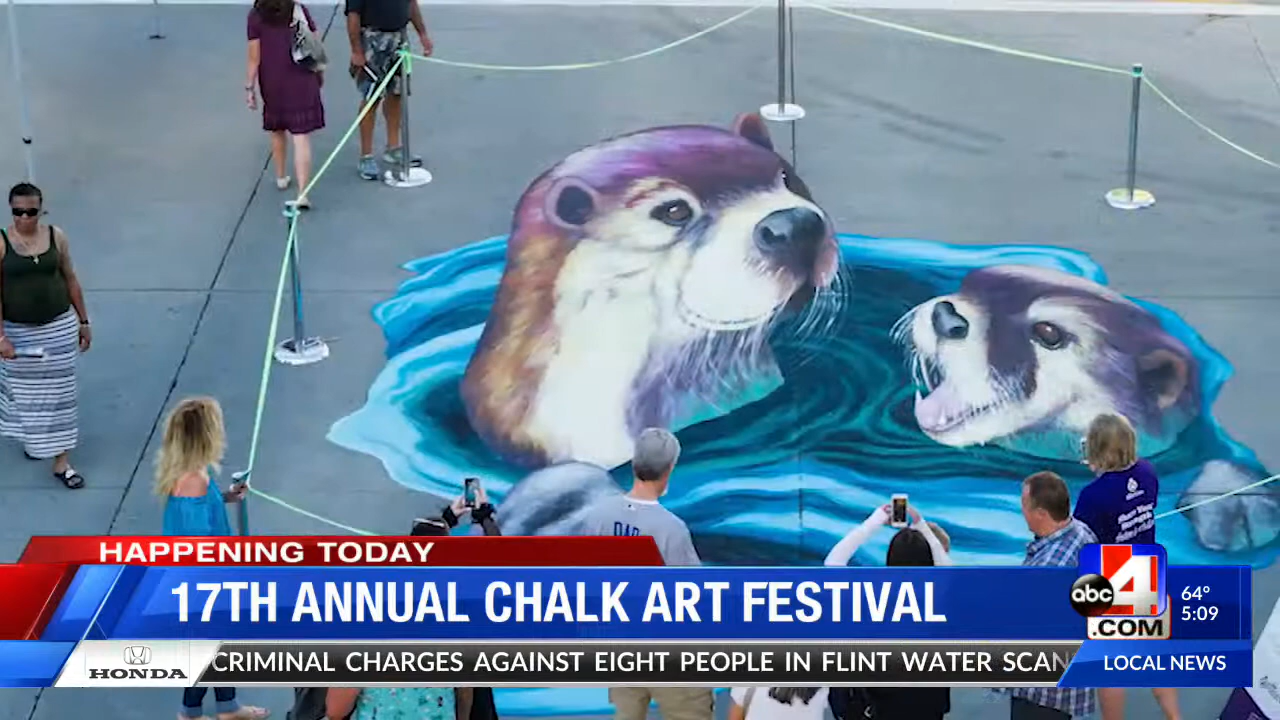 HAPPENING TODAY
17TH ANNUAL CHALK ART FESTIVAL
abc 4
.COM
64°
5:09
HONDA
CRIMINAL CHARGES AGAINST EIGHT PEOPLE IN FLINT WATER SCAN
LOCAL NEWS